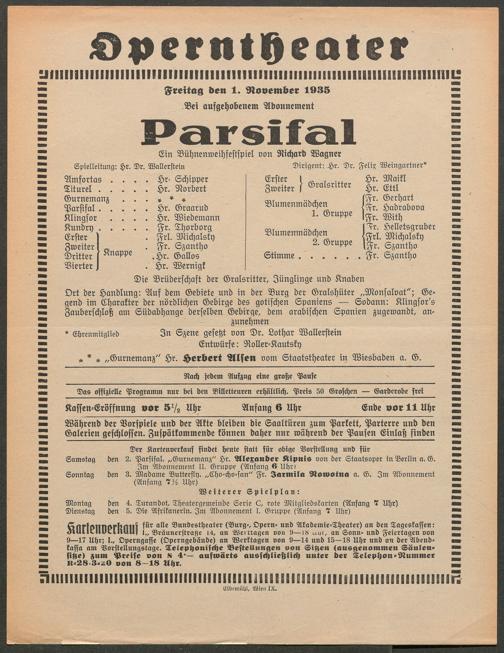 Operntheater
Freitag den 1. November 1935
Bei aufgehobenem Abonnement
Parsifal
Ein Bühnenweihfestspiel von Richard Wagner
Spielleitung: Hr. Dr. Wallerstein Dirigent: Hr. Dr. Felix Weingartner*
Amfortas . . . . Hr. Schipper
Titurel . . . . Hr. Norbert
Gurnemanz . . . * * *
Parsifal . . . . Hr. Graarud
Klingsor . . . . Hr. Wiedemann
Kundry . . . . Fr. Thorborg
Erster } Knappe . . Frl. Michalsky
Zweiter Fr. Szantho
Dritter Hr. Gallos
Vierter Hr. Wernigk
Erster } Gralsritter . Hr. Maikl
Zweiter Hr. Ettl
Blumenmädchen 1. Gruppe { Fr. Gerhart
Fr. Hadrabova
Fr. With
Blumenmädchen 2. Gruppe { Fr. Helletsgruber
Frl. Michalsky
Fr. Szantho
Stimme . . . . . Fr. Szantho
Die Brüderschaft der Gralsritter, Jünglinge und Knaben
Ort der Handlung: Auf dem Gebiete und in der Burg der Gralshüter „Monsalvat“; Ge-
gend im Charakter der nördlichen Gebirge des gotischen Spaniens — Sodann: Klingsor's
Zauberschloß am Südabhange derselben Gebirge, dem arabischen Spanien zugewandt, an-
zunehmen
* Ehrenmitglied In Szene gesetzt von Dr. Lothar Wallerstein
Entwürfe: Roller-Kautsky
* * * „Gurnemanz“ Hr. Herbert Alsen vom Staatstheater in Wiesbaden a. G.
Nach jedem Aufzug eine große Pause
Das offizielle Programm nur bei den Billetteuren erhältlich. Preis 50 Groschen — Garderobe frei
Kassen-Eröffnung vor 5½ Uhr Anfang 6 Uhr Ende vor 11 Uhr
Während der Vorspiele und der Akte bleiben die Saaltüren zum Parkett, Parterre und den
Galerien geschlossen. Zuspätkommende können daher nur während der Pausen Einlaß finden
Der Kartenverkauf findet heute statt für obige Vorstellung und für
Samstag den 2. Parsifal. „Gurnemanz“ Hr. Alexander Kipnis von der Staatsoper in Berlin a. G.
Im Abonnement II. Gruppe (Anfang 6 Uhr)
Sonntag den 3. Madame Butterfly. „Cho-cho-san“ Fr. Jarmila Novotna a. G. Im Abonnement
(Anfang 7½ Uhr)
Weiterer Spielplan:
Montag den 4. Turandot. Theatergemeinde Serie C, rote Mitgliedskarten (Anfang 7 Uhr)
Dienstag den 5. Die Afrikanerin. Im Abonnement I. Gruppe (Anfang 7 Uhr)
Kartenverkauf für alle Bundestheater (Burg-, Opern- und Akademie-Theater) an den Tageskassen:
I., Bräunerstraße 14, an Werktagen von 9—18 Uhr, an Sonn- und Feiertagen von
9—17 Uhr; I., Operngasse (Operngebäude) an Werktagen von 9—14 und 15—18 Uhr und an der Abend-
kassa am Vorstellungstage. Telephonische Bestellungen von Sitzen (ausgenommen Säulen-
sitze) zum Preise von S 4·— aufwärts ausschließlich unter der Telephon-Nummer
R-28-3-20 von 8—18 Uhr.
Elbemühl, Wien IX.